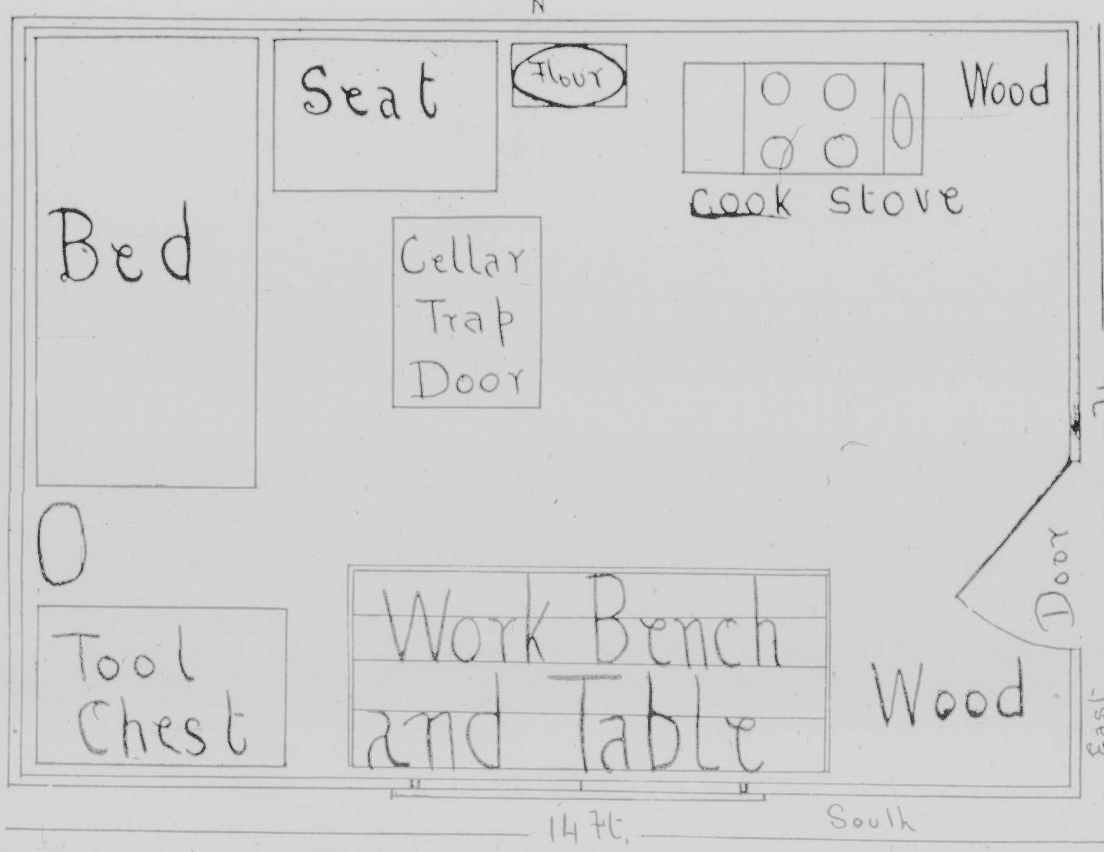 N
Seat
Flour
Wood
Cook Stove
Bed
Cellar
Trap
Door
Door
Tool
Chest
Work Bench
and Table
Wood
East
14 Ft.
South